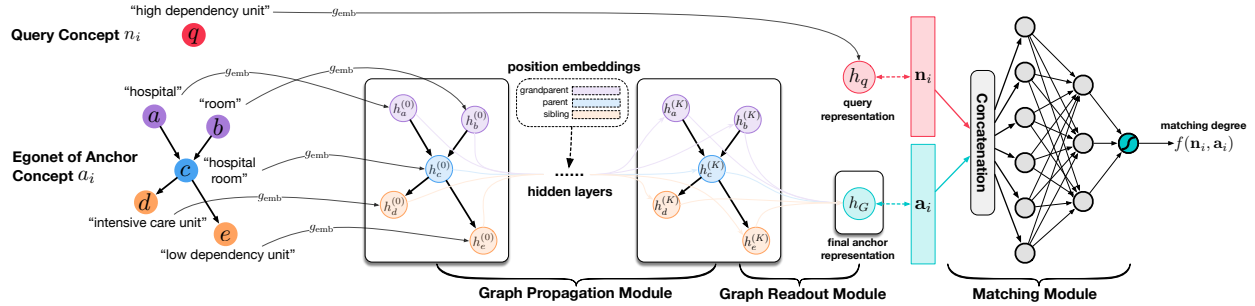 "high dependency unit"
g_emb
Query Concept n_i
q
h_q
query
representation
n_i
Egonet of Anchor
Concept a_i
"hospital"
a
"room"
b
c
"hospital
room"
d
"intensive care unit"
e
"low dependency unit"
g_emb
g_emb
g_emb
g_emb
g_emb
h_a^{(0)}
h_b^{(0)}
h_c^{(0)}
h_d^{(0)}
h_e^{(0)}
position embeddings
grandparent
parent
sibling
......
hidden layers
h_a^{(K)}
h_b^{(K)}
h_c^{(K)}
h_d^{(K)}
h_e^{(K)}
h_G
final anchor
representation
a_i
Concatenation
matching degree
f(n_i, a_i)
Graph Propagation Module
Graph Readout Module
Matching Module